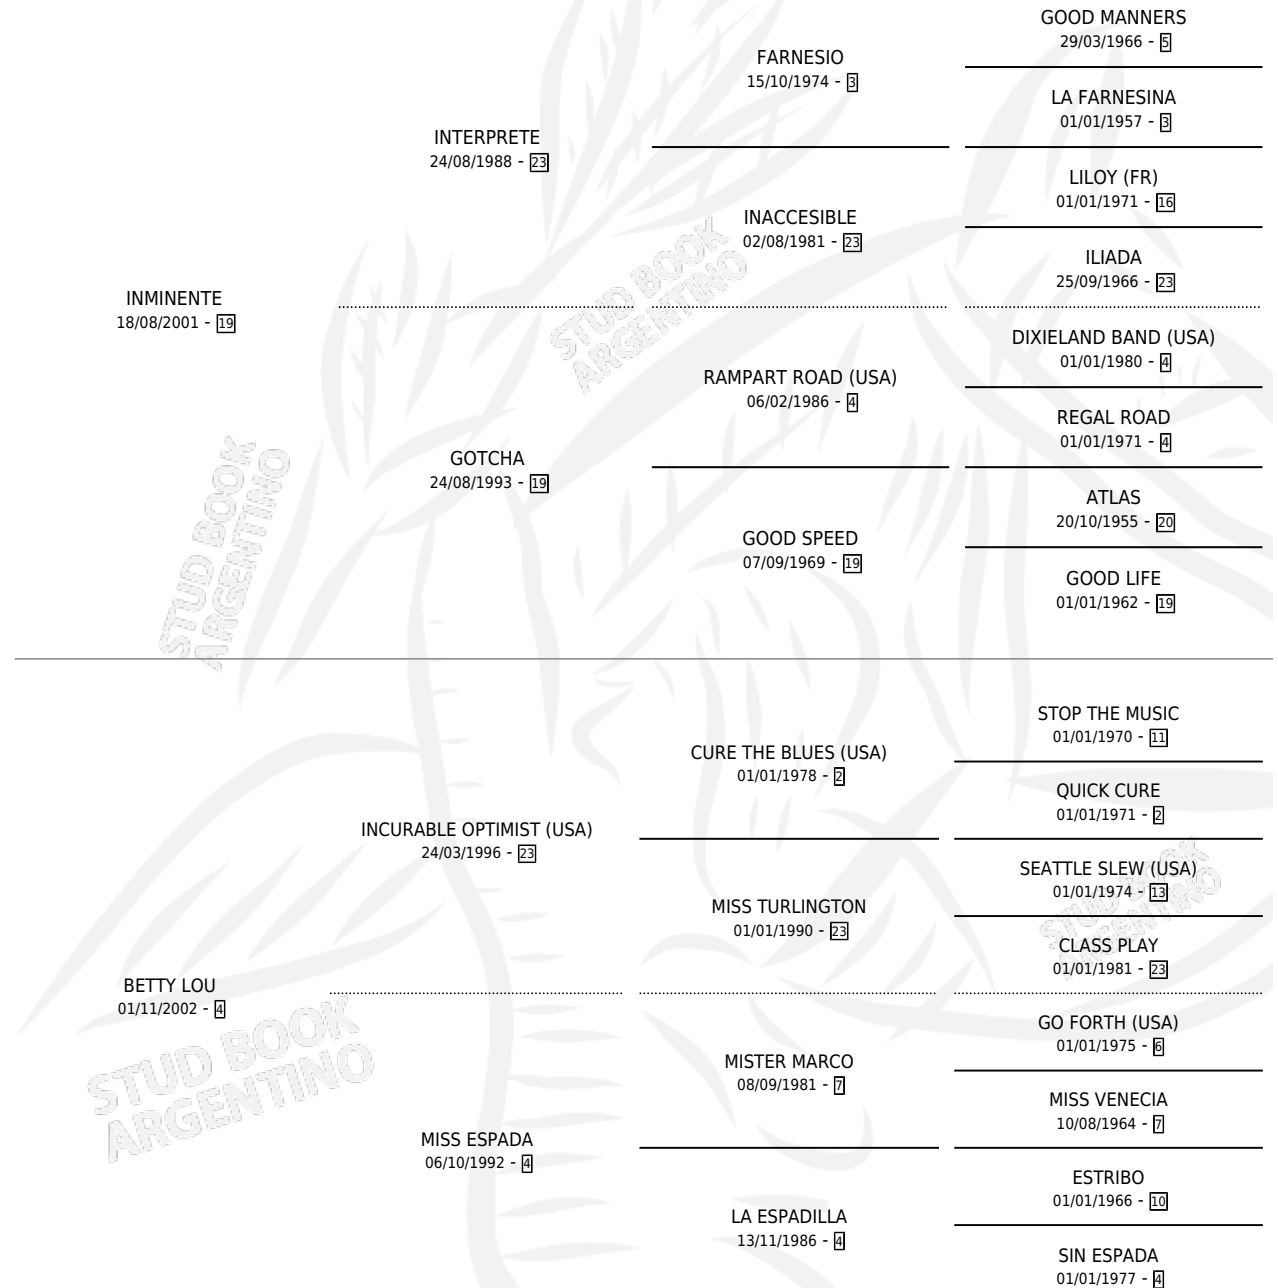 GOOD MANNERS
29/03/1966 - 5
FARNESIO
15/10/1974 - 3
LA FARNESINA
01/01/1957 - 3
INTERPRETE
24/08/1988 - 23
LILOY (FR)
01/01/1971 - 16
INACCESIBLE
02/08/1981 - 23
ILIADA
25/09/1966 - 23
INMINENTE
18/08/2001 - 19
DIXIELAND BAND (USA)
01/01/1980 - 4
RAMPART ROAD (USA)
06/02/1986 - 4
REGAL ROAD
01/01/1971 - 4
GOTCHA
24/08/1993 - 19
ATLAS
20/10/1955 - 20
GOOD SPEED
07/09/1969 - 19
GOOD LIFE
01/01/1962 - 19
STUD BOOK
ARGENTINO
STUD BOOK
ARGENTINO
STOP THE MUSIC
01/01/1970 - 11
CURE THE BLUES (USA)
01/01/1978 - 2
QUICK CURE
01/01/1971 - 2
INCURABLE OPTIMIST (USA)
24/03/1996 - 23
SEATTLE SLEW (USA)
01/01/1974 - 13
MISS TURLINGTON
01/01/1990 - 23
CLASS PLAY
01/01/1981 - 23
STUD BOOK
ARGENTINO
BETTY LOU
01/11/2002 - 4
GO FORTH (USA)
01/01/1975 - 6
MISTER MARCO
08/09/1981 - 7
MISS VENECIA
10/08/1964 - 7
MISS ESPADA
06/10/1992 - 4
ESTRIBO
01/01/1966 - 10
LA ESPADILLA
13/11/1986 - 4
SIN ESPADA
01/01/1977 - 4
STUD BOOK
ARGENTINO